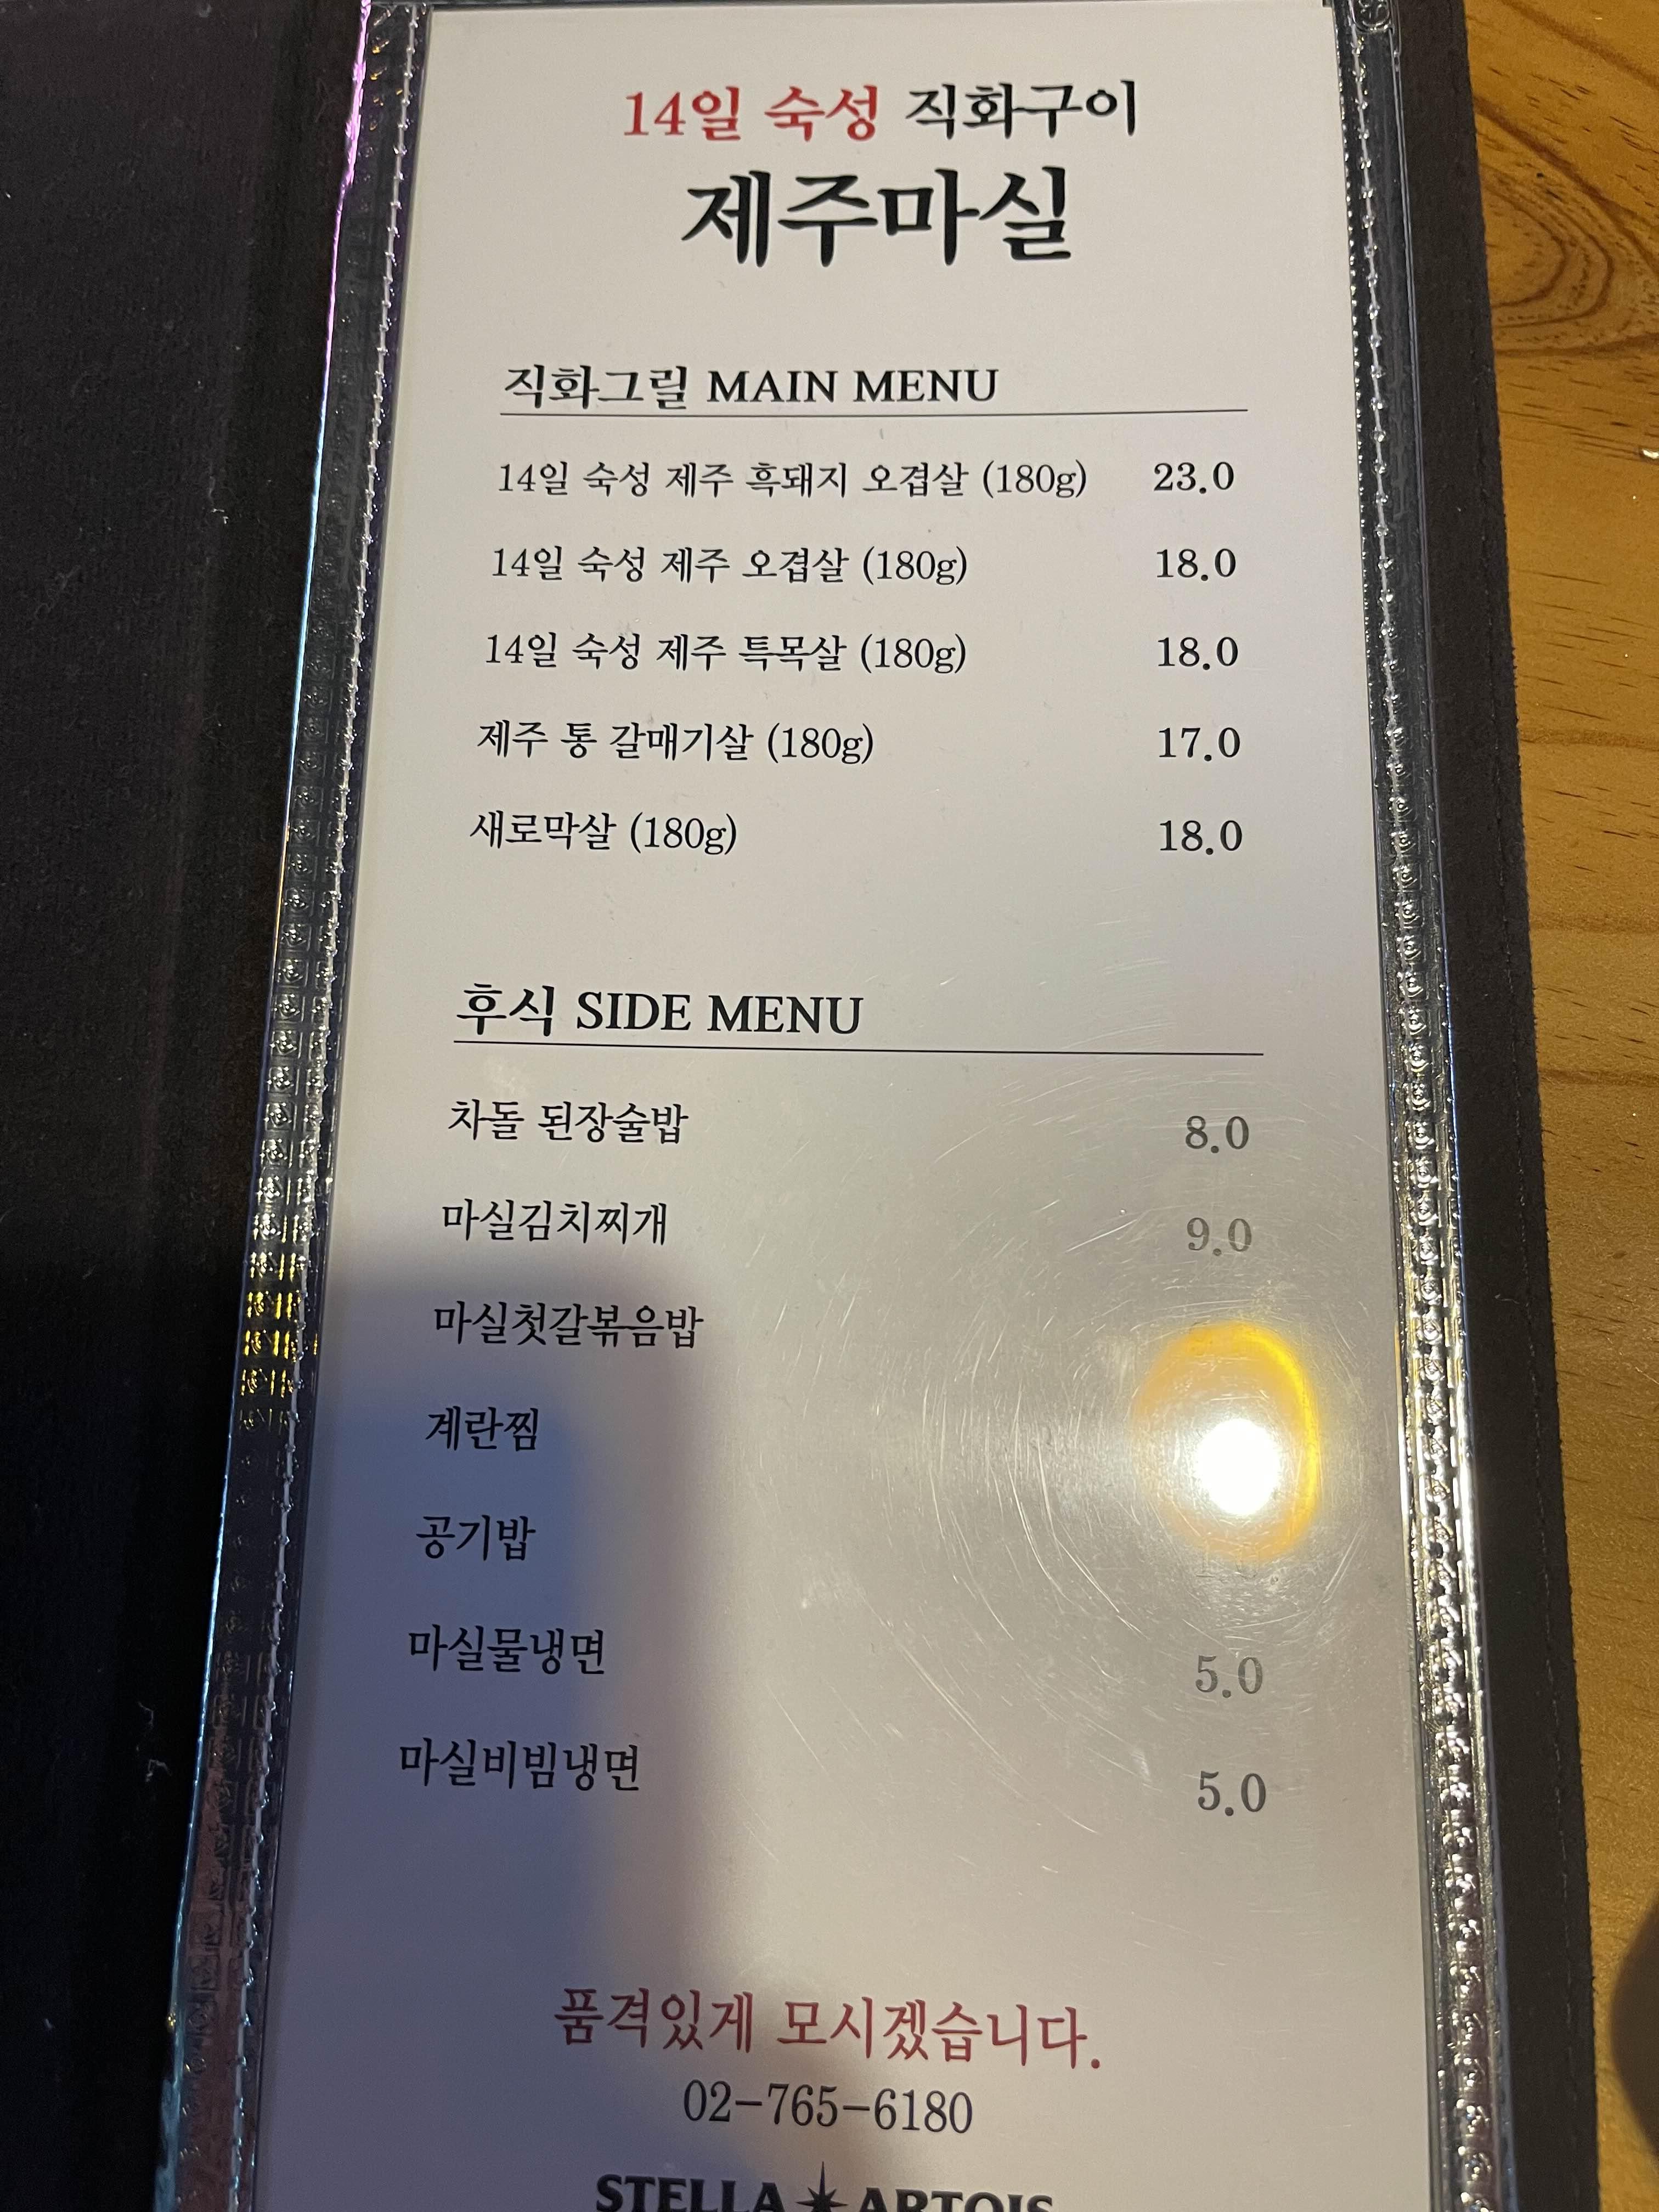 14일 숙성 직화구이
제주마실
직화그릴 MAIN MENU
14일 숙성 제주 흑돼지 오겹살 (180g) 23.0
14일 숙성 제주 오겹살 (180g) 18.0
14일 숙성 제주 특목살 (180g) 18.0
제주 통 갈매기살 (180g) 17.0
새로막살 (180g) 18.0
후식 SIDE MENU
차돌 된장술밥 8.0
마실김치찌개 9.0
마실첫갈볶음밥
계란찜
공기밥
마실물냉면 5.0
마실비빔냉면 5.0
품격있게 모시겠습니다.
02-765-6180
STELLA ARTOIS